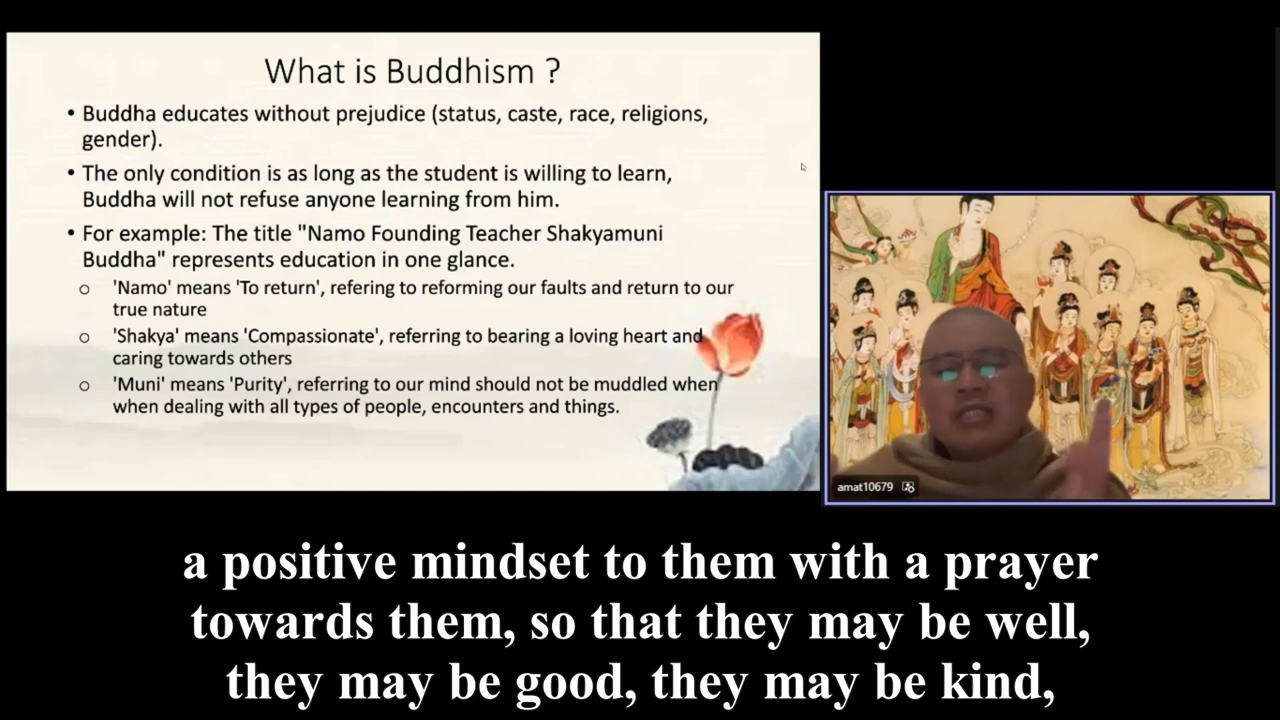 What is Buddhism ?
• Buddha educates without prejudice (status, caste, race, religions,
gender).
• The only condition is as long as the student is willing to learn,
Buddha will not refuse anyone learning from him.
• For example: The title "Namo Founding Teacher Shakyamuni
Buddha" represents education in one glance.
o 'Namo' means 'To return', refering to reforming our faults and return to our
true nature
o 'Shakya' means 'Compassionate', referring to bearing a loving heart and
caring towards others
o 'Muni' means 'Purity', referring to our mind should not be muddled when
when dealing with all types of people, encounters and things.
amat10679
a positive mindset to them with a prayer
towards them, so that they may be well,
they may be good, they may be kind,